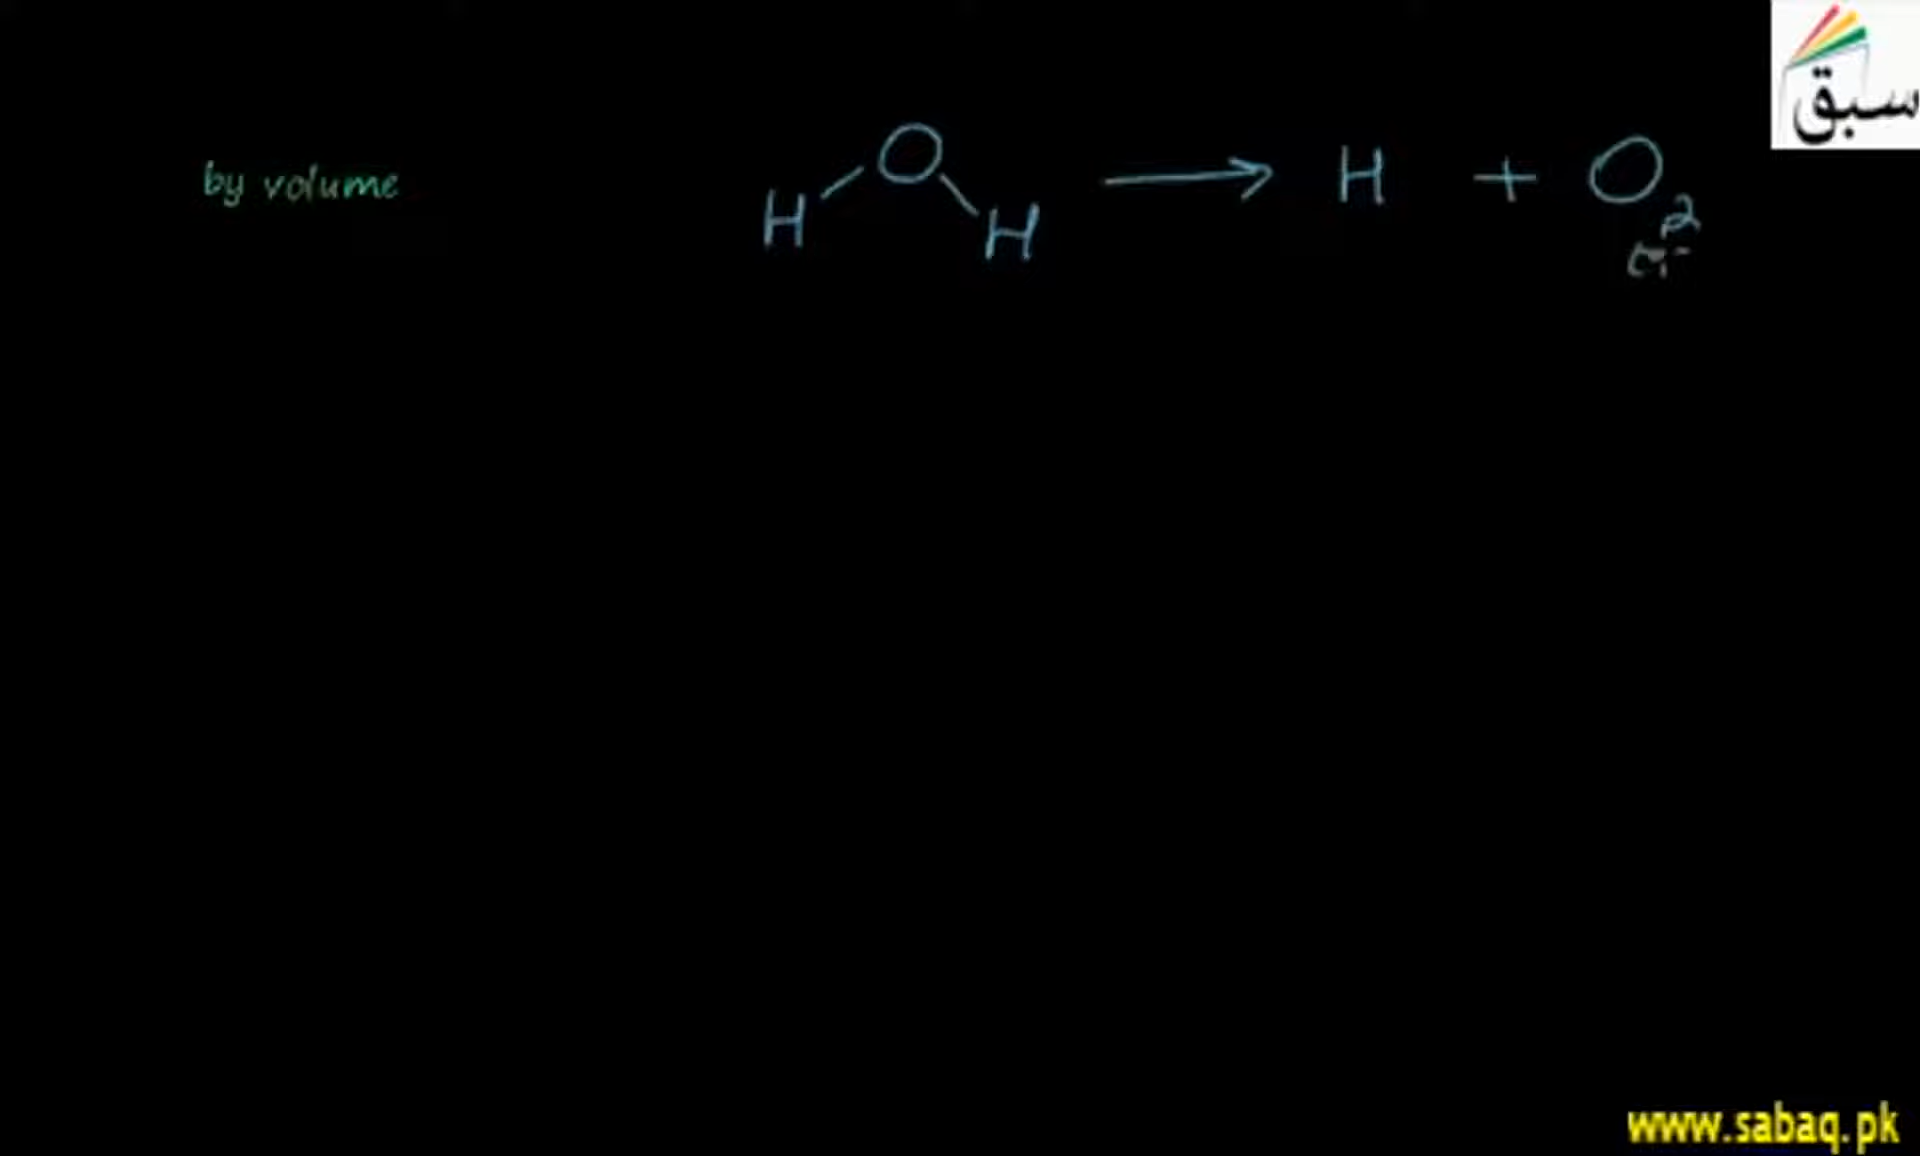 سبق
by volume
H O H → H + O₂
www.sabaq.pk